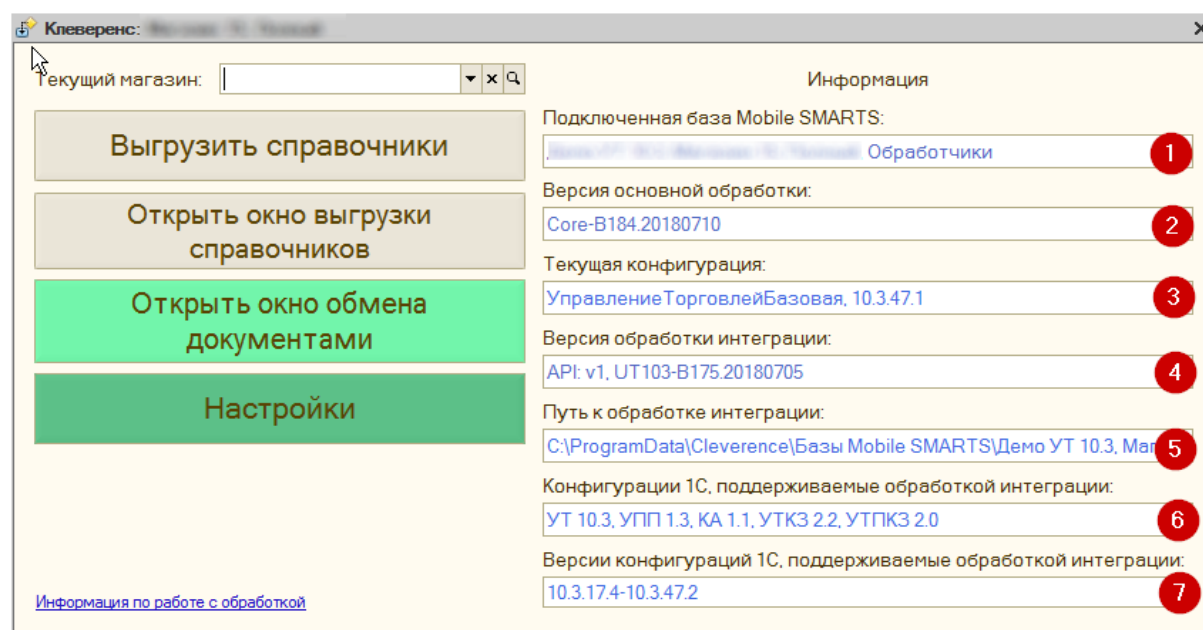 Клеверенс:
Текущий магазин:
Информация
Выгрузить справочники
Открыть окно выгрузки
справочников
Открыть окно обмена
документами
Настройки
Информация по работе с обработкой
Подключенная база Mobile SMARTS:
Обработчики
1
Версия основной обработки:
Core-B184.20180710
2
Текущая конфигурация:
УправлениеТорговлейБазовая, 10.3.47.1
3
Версия обработки интеграции:
API: v1, UT103-B175.20180705
4
Путь к обработке интеграции:
C:\ProgramData\Cleverence\Базы Mobile SMARTS\Демо УТ 10.3, Маг
5
Конфигурации 1С, поддерживаемые обработкой интеграции:
УТ 10.3, УПП 1.3, КА 1.1, УТКЗ 2.2, УТПКЗ 2.0
6
Версии конфигураций 1С, поддерживаемые обработкой интеграции:
10.3.17.4-10.3.47.2
7